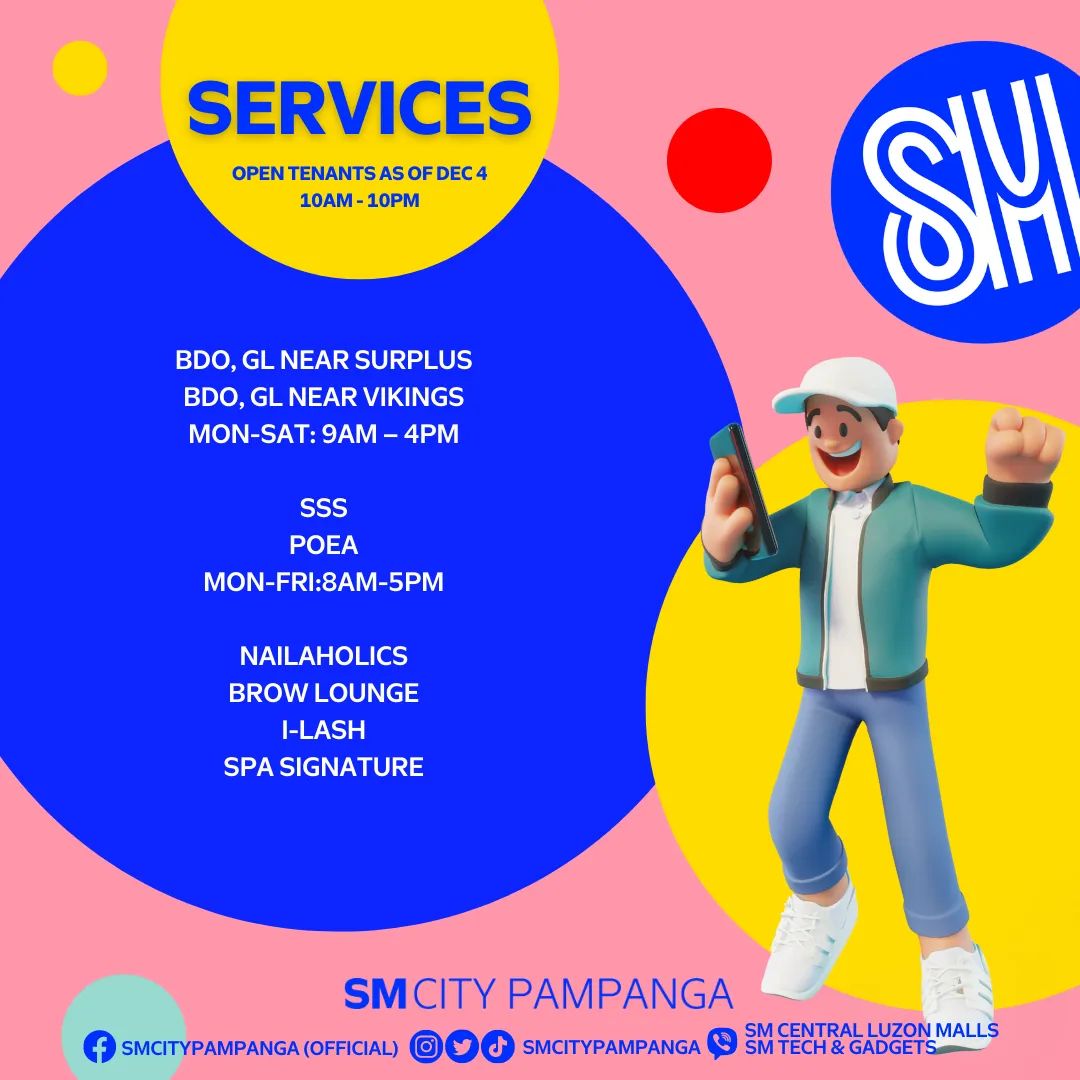 SERVICES
OPEN TENANTS AS OF DEC 4
10AM - 10PM
SM
BDO, GL NEAR SURPLUS
BDO, GL NEAR VIKINGS
MON-SAT: 9AM – 4PM
SSS
POEA
MON-FRI:8AM-5PM
NAILAHOLICS
BROW LOUNGE
I-LASH
SPA SIGNATURE
SM CITY PAMPANGA
SMCITYPAMPANGA (OFFICIAL)
SMCITYPAMPANGA
SM CENTRAL LUZON MALLS
SM TECH & GADGETS